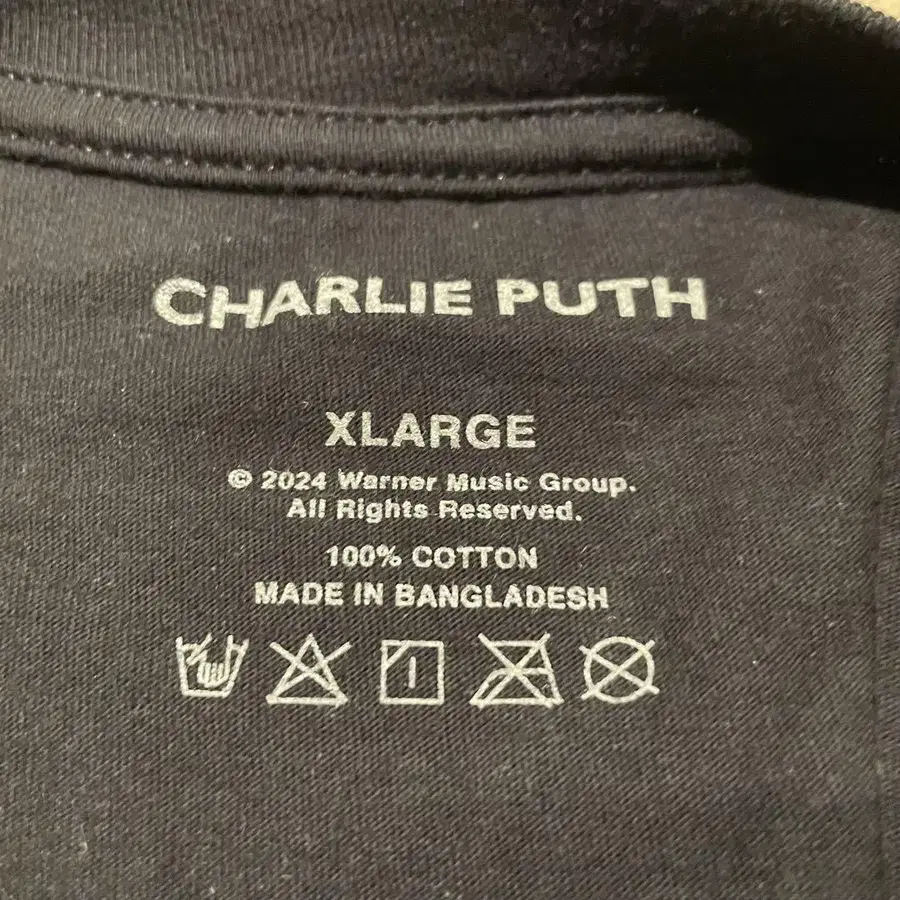 CHARLIE PUTH
XLARGE
© 2024 Warner Music Group.
All Rights Reserved.
100% COTTON
MADE IN BANGLADESH